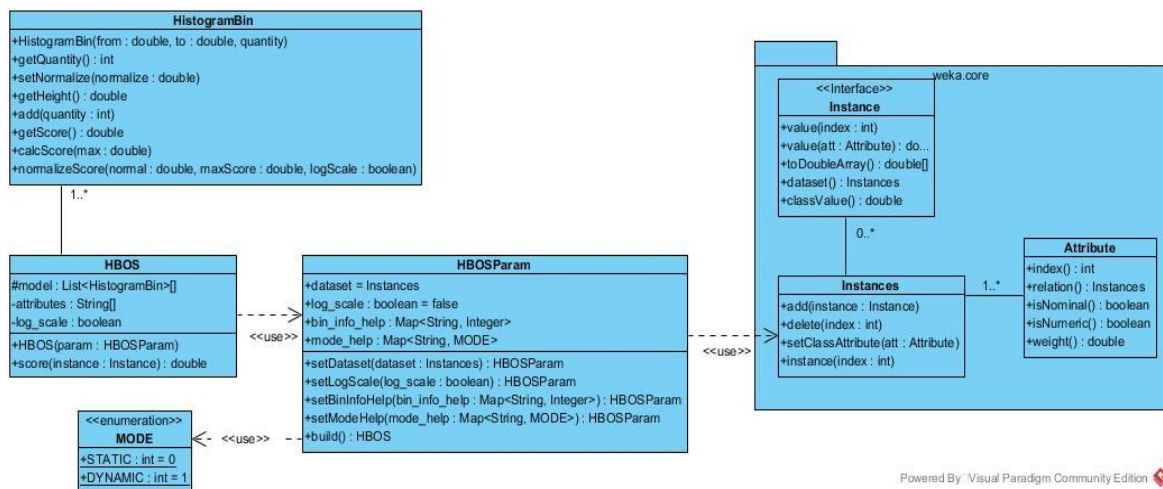 HistogramBin
+HistogramBin(from : double, to : double, quantity)
+getQuantity() : int
+setNormalize(normalize : double)
+getHeight() : double
+add(quantity : int)
+getScore() : double
+calcScore(max : double)
+normalizeScore(normal : double, maxScore : double, logScale : boolean)
1..*
HBOS
#model : List<HistogramBin>[]
-attributes : String[]
-log_scale : boolean
+HBOS(param : HBOSParam)
+score(instance : Instance) : double
<<use>>
HBOSParam
+dataset = Instances
+log_scale : boolean = false
+bin_info_help : Map<String, Integer>
+mode_help : Map<String, MODE>
+setDataset(dataset : Instances) : HBOSParam
+setLogScale(log_scale : boolean) : HBOSParam
+setBinInfoHelp(bin_info_help : Map<String, Integer>) : HBOSParam
+setModeHelp(mode_help : Map<String, MODE>) : HBOSParam
+build() : HBOS
<<use>>
<<enumeration>>
MODE
+STATIC : int = 0
+DYNAMIC : int = 1
<<use>>
weka.core
<<Interface>>
Instance
+value(index : int)
+value(att : Attribute) : do...
+toDoubleArray() : double[]
+dataset() : Instances
+classValue() : double
0..*
Instances
+add(instance : Instance)
+delete(index : int)
+setClassAttribute(att : Attribute)
+instance(index : int)
1..*
Attribute
+index() : int
+relation() : Instances
+isNominal() : boolean
+isNumeric() : boolean
+weight() : double
Powered By Visual Paradigm Community Edition